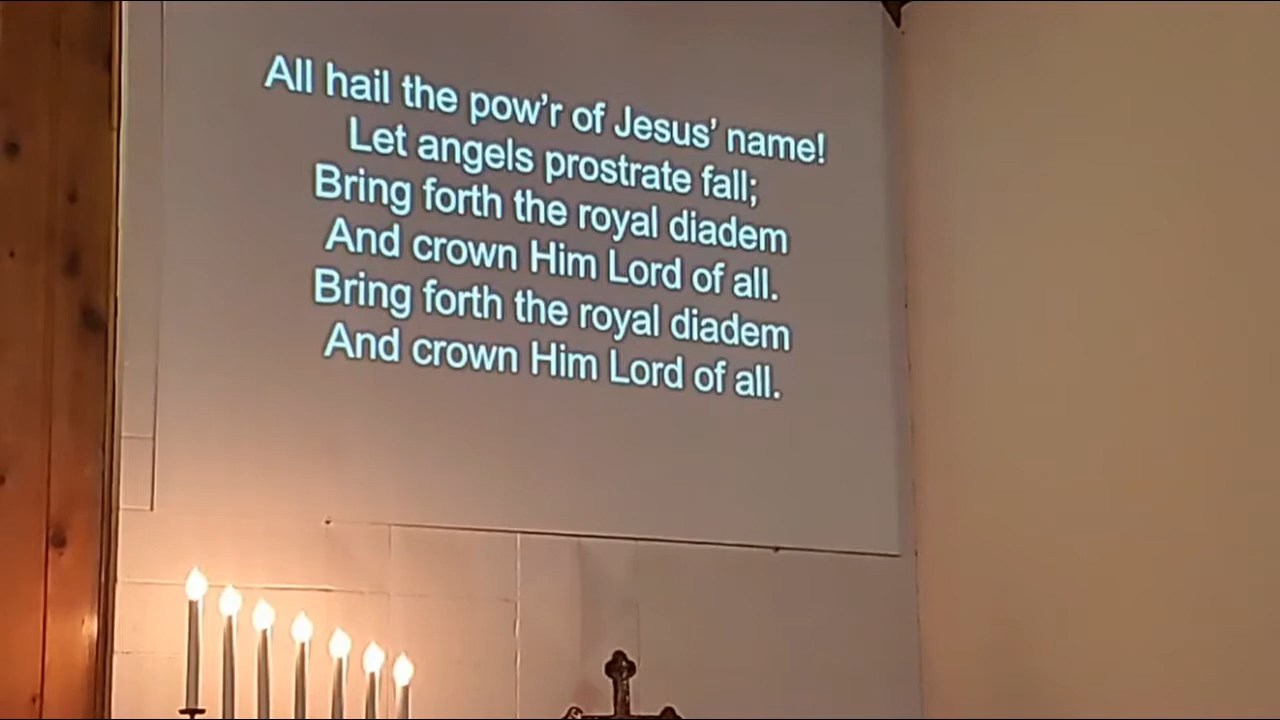 All hail the pow’r of Jesus’ name!
Let angels prostrate fall;
Bring forth the royal diadem
And crown Him Lord of all.
Bring forth the royal diadem
And crown Him Lord of all.